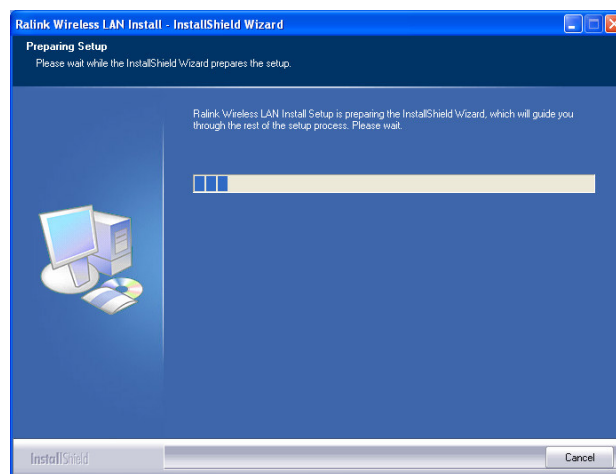 Ralink Wireless LAN Install - InstallShield Wizard
Preparing Setup
Please wait while the InstallShield Wizard prepares the setup.
Ralink Wireless LAN Install Setup is preparing the InstallShield Wizard, which will guide you
through the rest of the setup process. Please wait.
InstallShield
Cancel